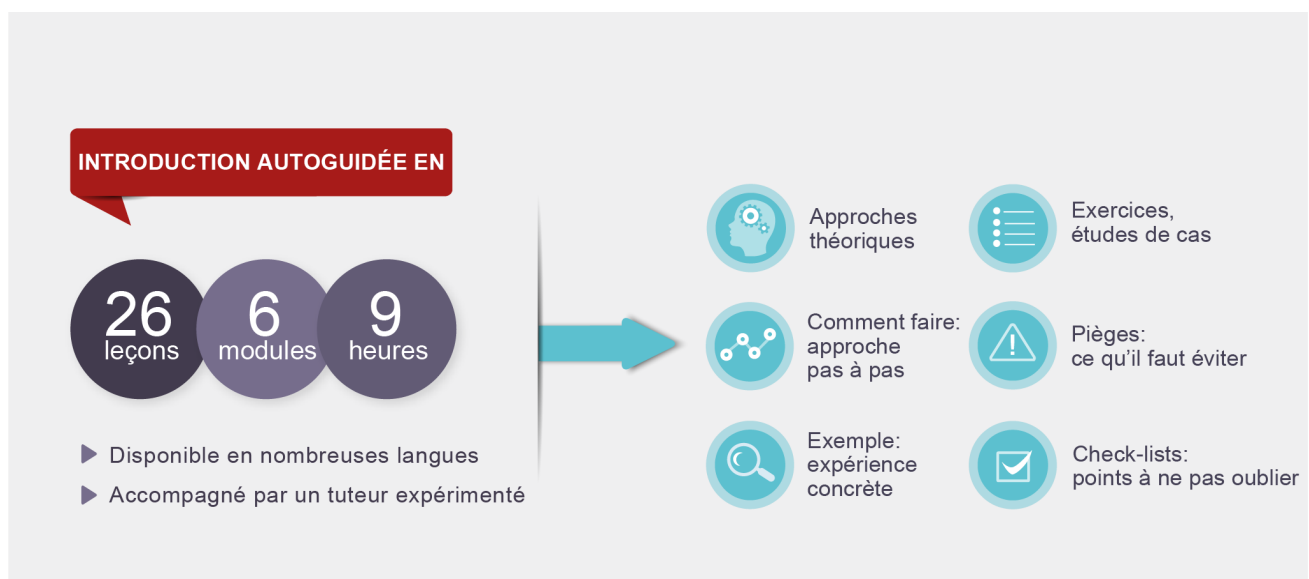 INTRODUCTION AUTOGUIDÉE EN
26
leçons
6
modules
9
heures
Disponible en nombreuses langues
Accompagné par un tuteur expérimenté
Approches
théoriques
Exercices,
études de cas
Comment faire:
approche
pas à pas
Pièges:
ce qu'il faut éviter
Exemple:
expérience
concrète
Check-lists:
points à ne pas oublier